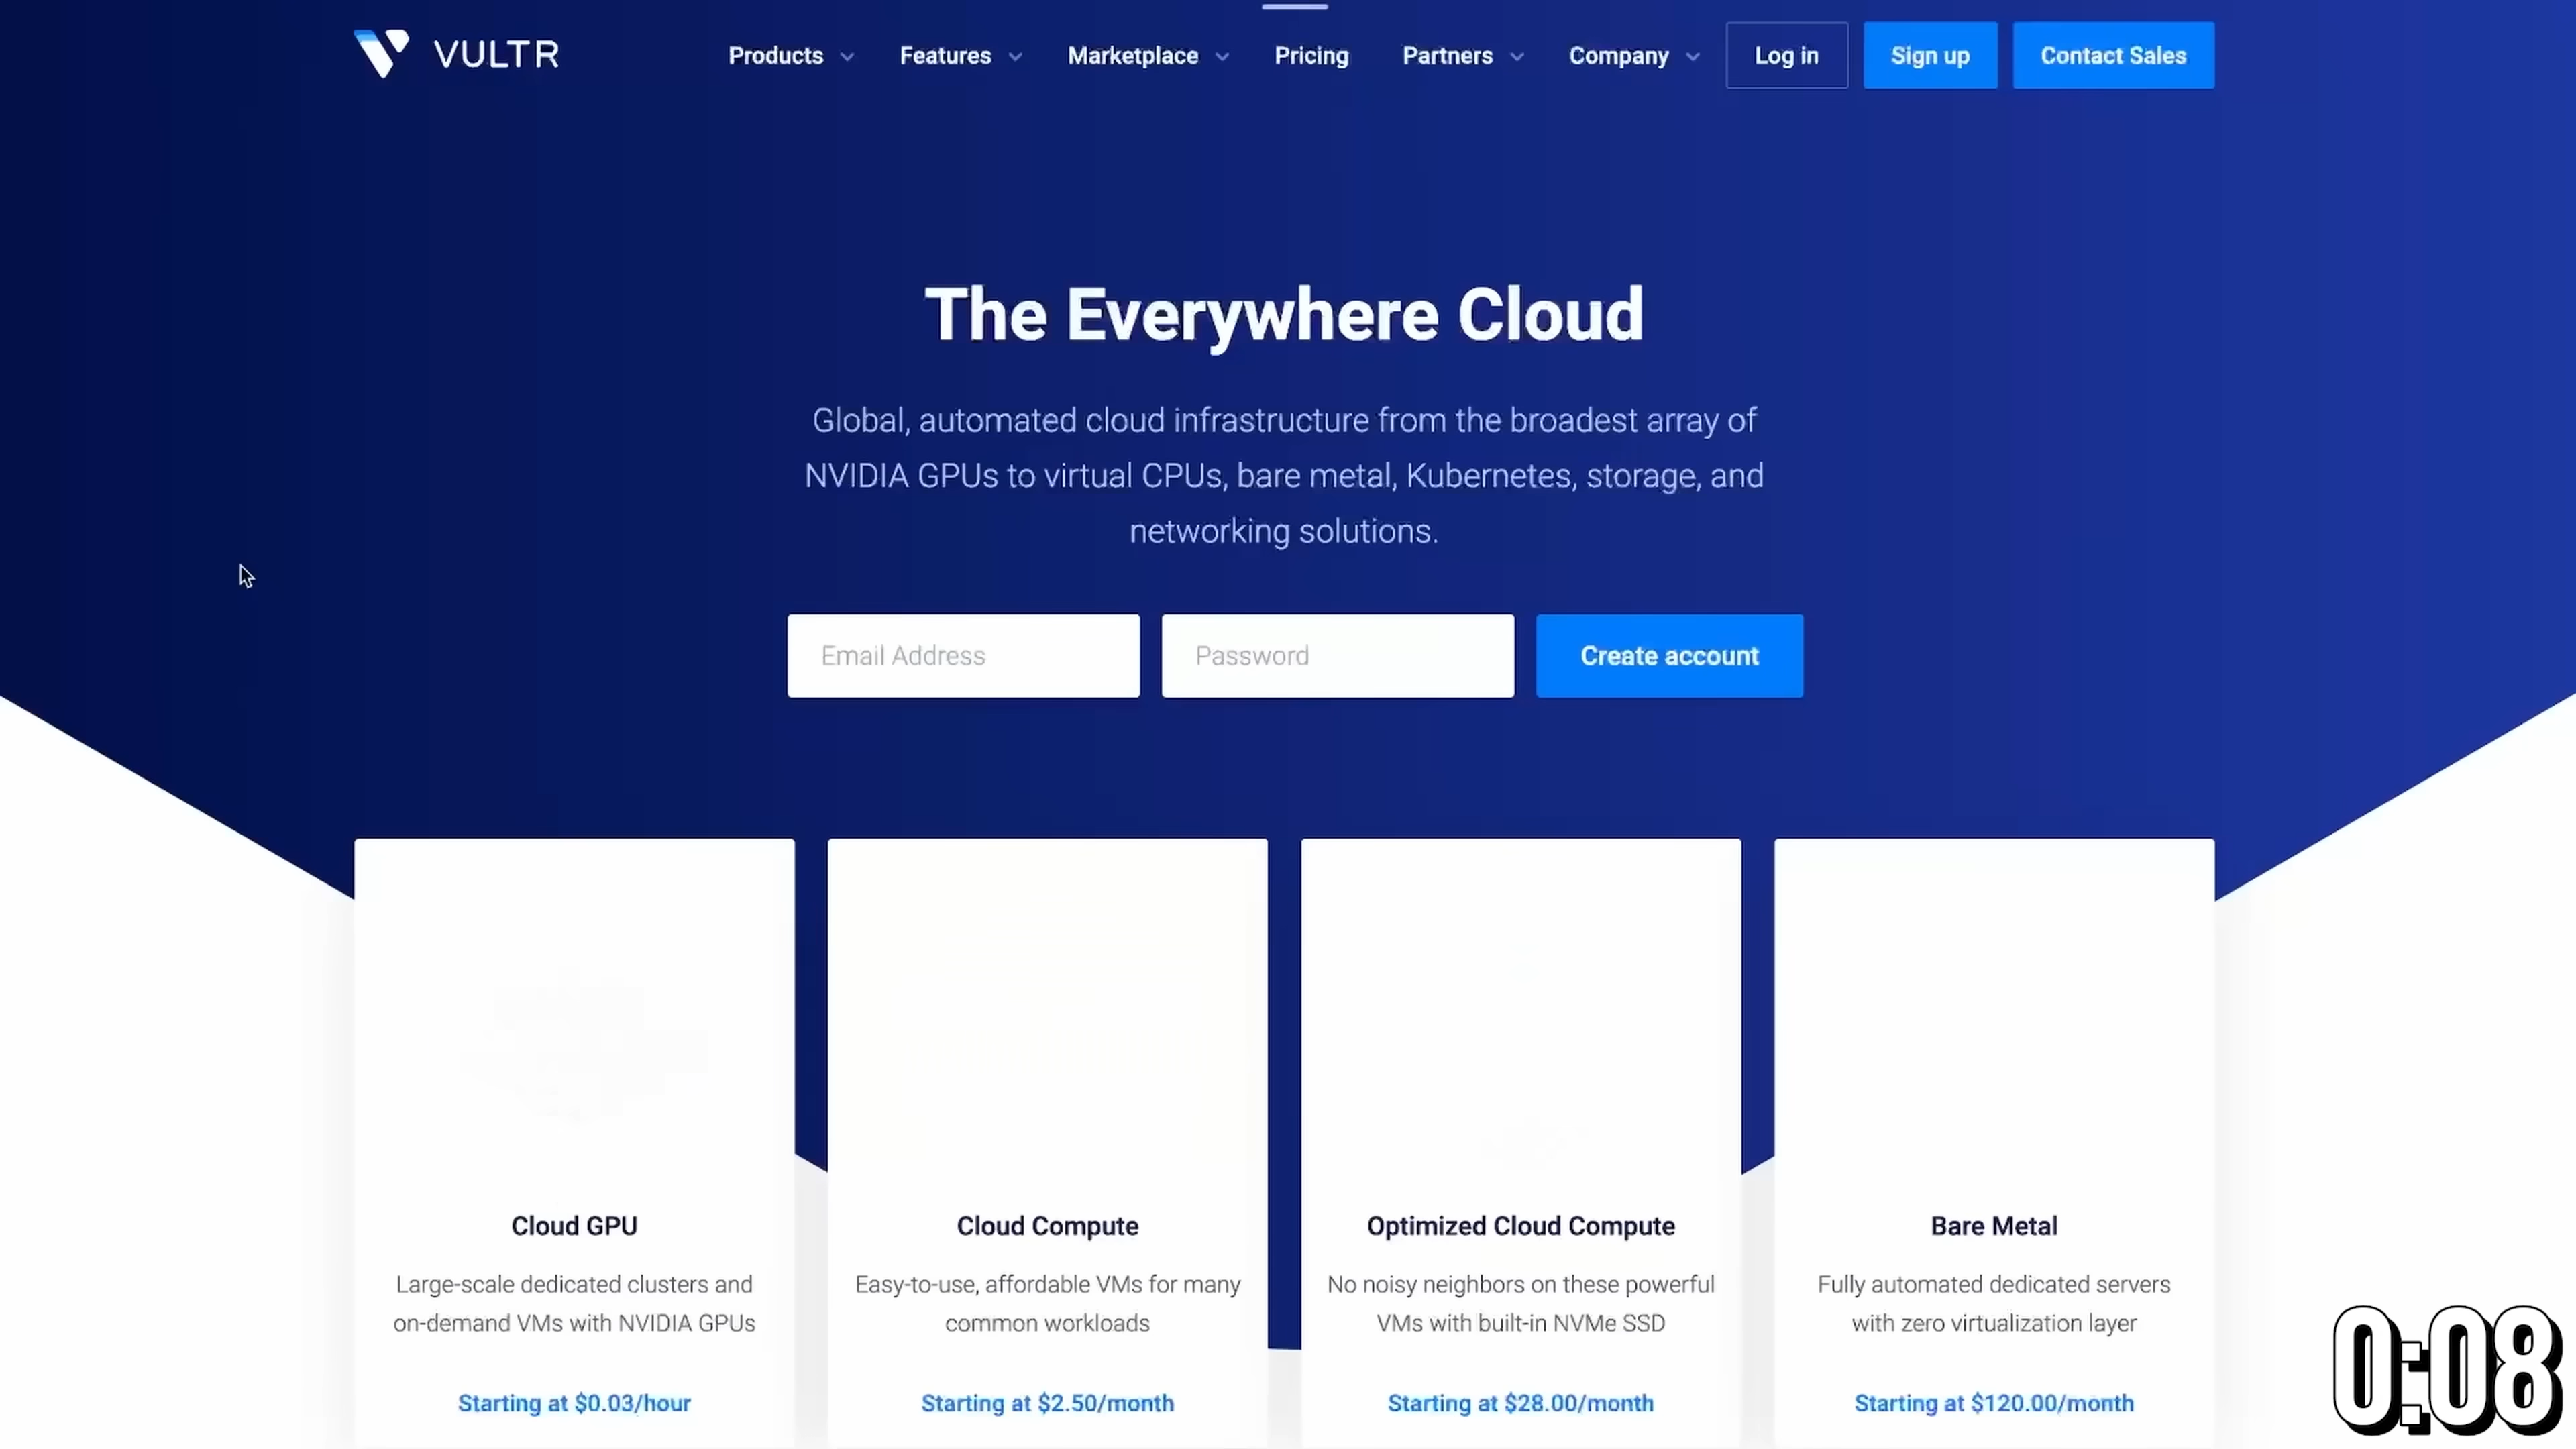 VULTR
Products
Features
Marketplace
Pricing
Partners
Company
Log in
Sign up
Contact Sales
The Everywhere Cloud
Global, automated cloud infrastructure from the broadest array of
NVIDIA GPUs to virtual CPUs, bare metal, Kubernetes, storage, and
networking solutions.
Email Address
Password
Create account
Cloud GPU
Large-scale dedicated clusters and
on-demand VMs with NVIDIA GPUs
Starting at $0.03/hour
Cloud Compute
Easy-to-use, affordable VMs for many
common workloads
Starting at $2.50/month
Optimized Cloud Compute
No noisy neighbors on these powerful
VMs with built-in NVMe SSD
Starting at $28.00/month
Bare Metal
Fully automated dedicated servers
with zero virtualization layer
Starting at $120.00/month
0:08